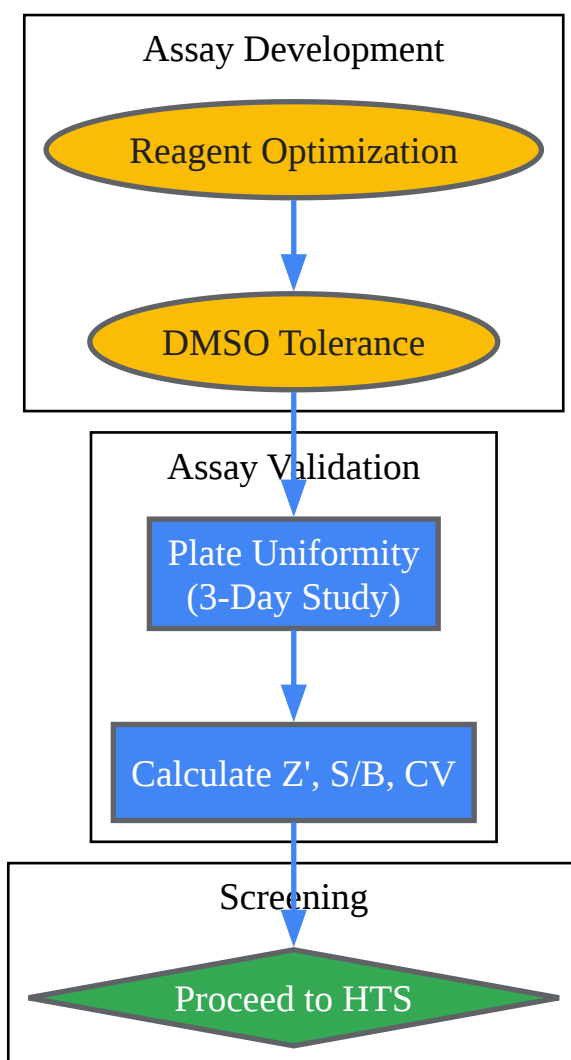 Assay Development
Reagent Optimization
DMSO Tolerance
Assay Validation
Plate Uniformity
(3-Day Study)
Calculate Z', S/B, CV
Screening
Proceed to HTS